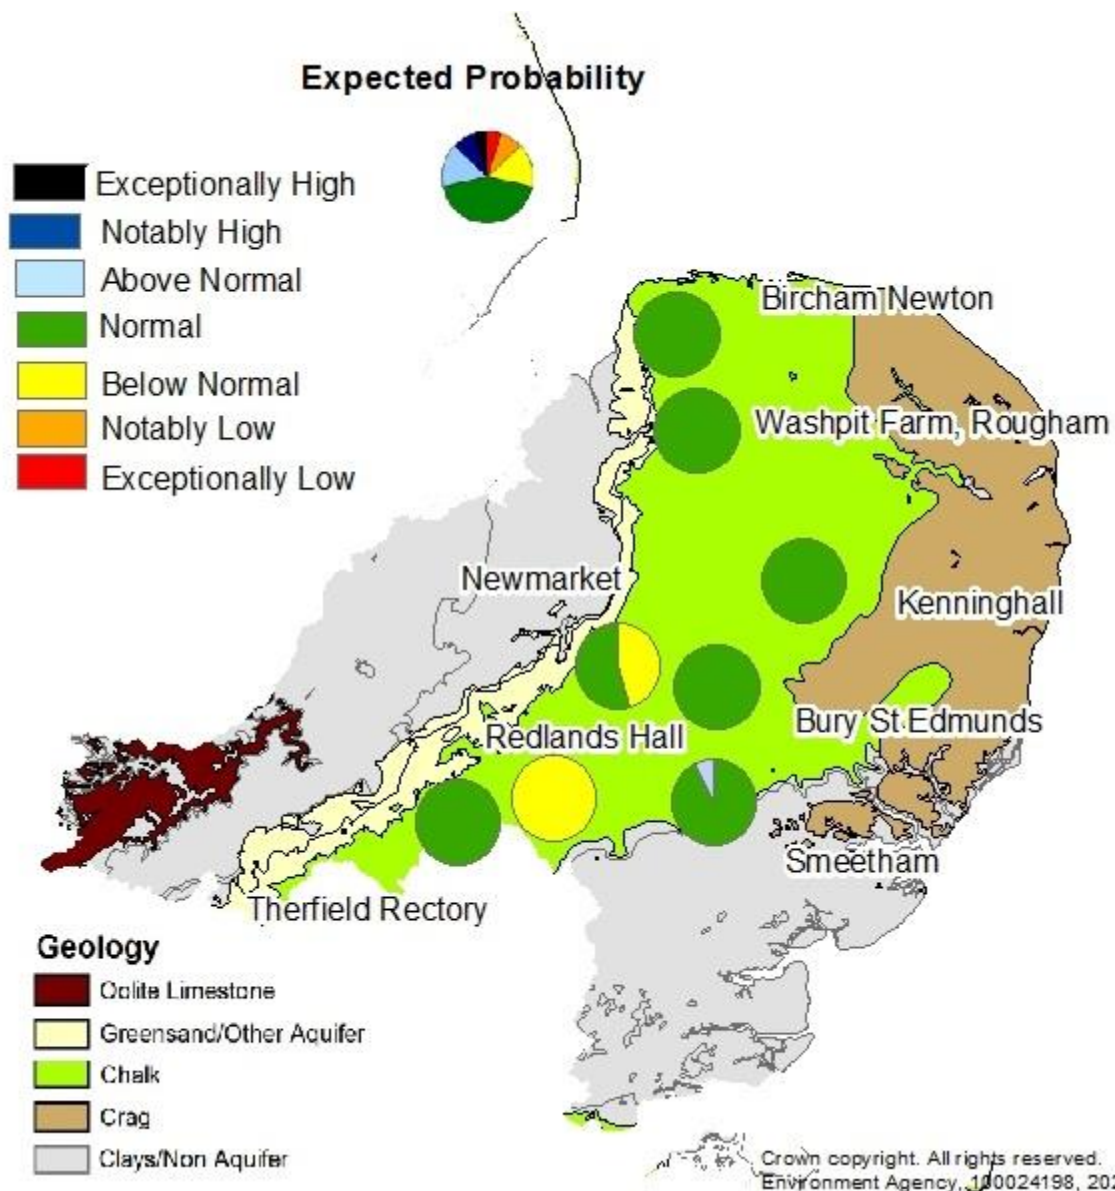 Expected Probability
Exceptionally High
Notably High
Above Normal
Normal
Below Normal
Notably Low
Exceptionally Low
Bircham Newton
Washpit Farm, Rougham
Newmarket
Kenninghall
Redlands Hall
Bury St Edmunds
Smeetham
Therfield Rectory
Geology
Oolite Limestone
Greensand/Other Aquifer
Chalk
Crag
Clays/Non Aquifer
Crown copyright. All rights reserved.
Environment Agency, 100024198, 202